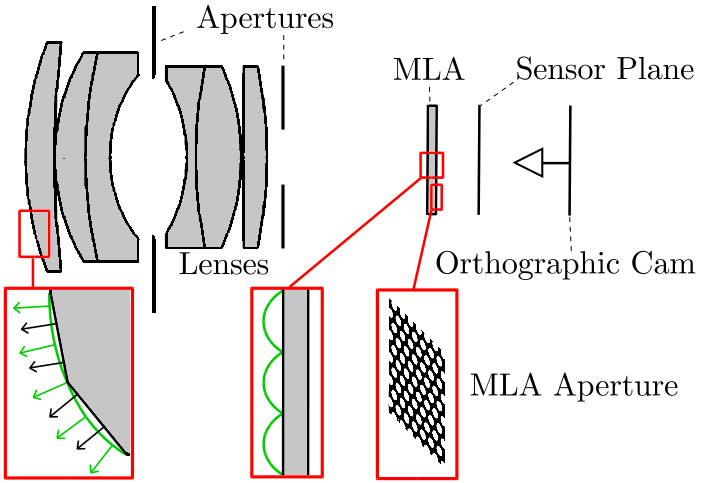 Apertures
MLA
Sensor Plane
Lenses
Orthographic Cam
MLA Aperture